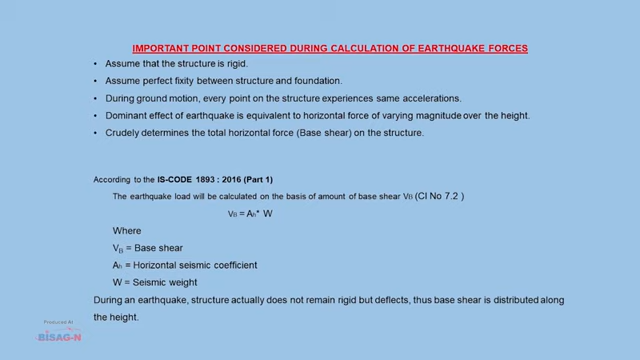 IMPORTANT POINT CONSIDERED DURING CALCULATION OF EARTHQUAKE FORCES
• Assume that the structure is rigid.
• Assume perfect fixity between structure and foundation.
• During ground motion, every point on the structure experiences same accelerations.
• Dominant effect of earthquake is equivalent to horizontal force of varying magnitude over the height.
• Crudely determines the total horizontal force (Base shear) on the structure.
According to the IS-CODE 1893 : 2016 (Part 1)
The earthquake load will be calculated on the basis of amount of base shear VB (Cl No 7.2 )
VB = Ah* W
Where
VB = Base shear
Ah = Horizontal seismic coefficient
W = Seismic weight
During an earthquake, structure actually does not remain rigid but deflects, thus base shear is distributed along
the height.
Produced At
BISAG-N